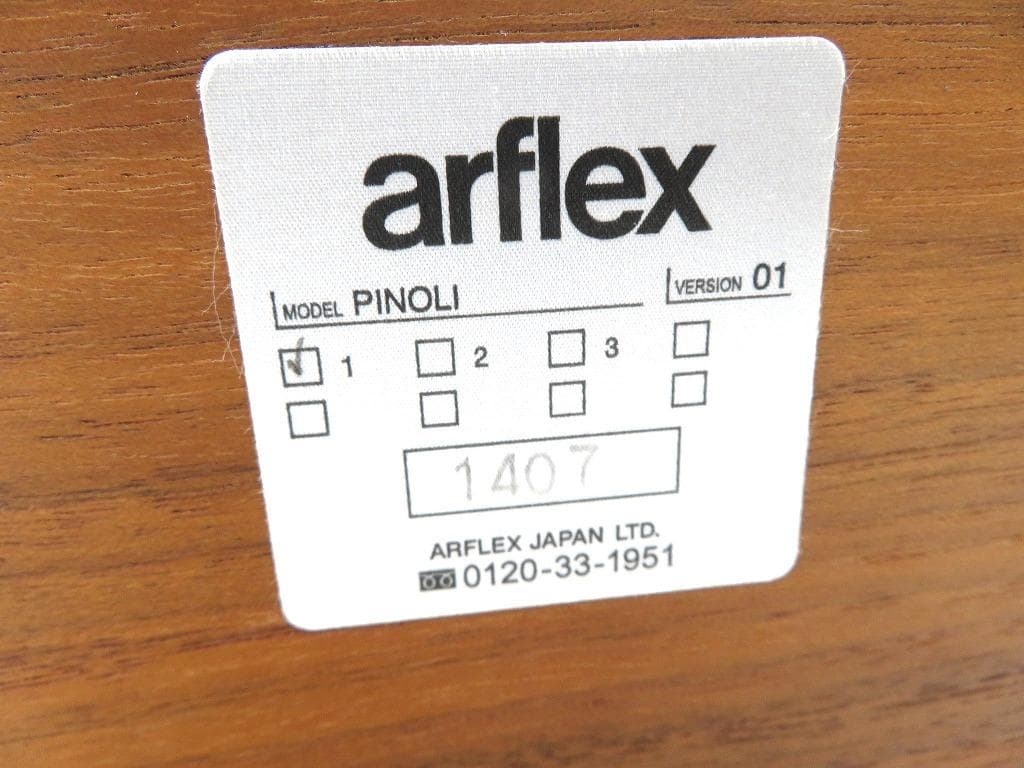 arflex
MODEL PINOLI VERSION 01
1 2 3
1407
ARFLEX JAPAN LTD.
0120-33-1951